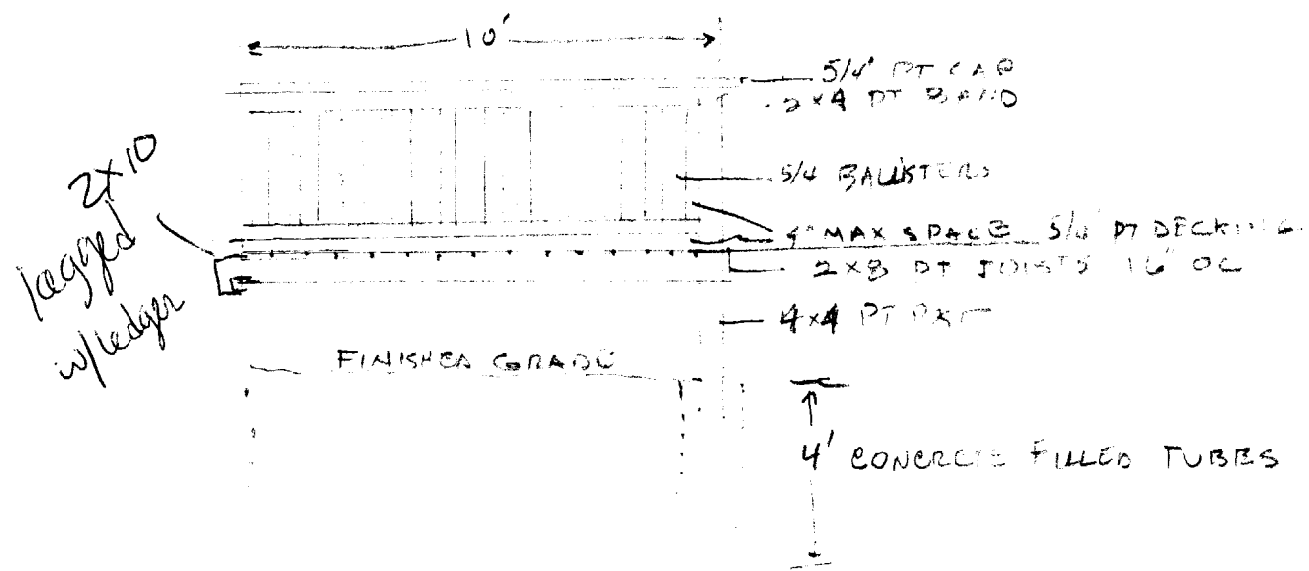 10'
5/4' PT CAP
2x4 PT BAND
5/4 BALUSTERS
4" MAX SPACE 5/4' PT DECKING
2x8 PT JOISTS 16' OC
2x10
lagged
w/ledger
4x4 PT
FINISHED GRADE
4' CONCRETE FILLED TUBES